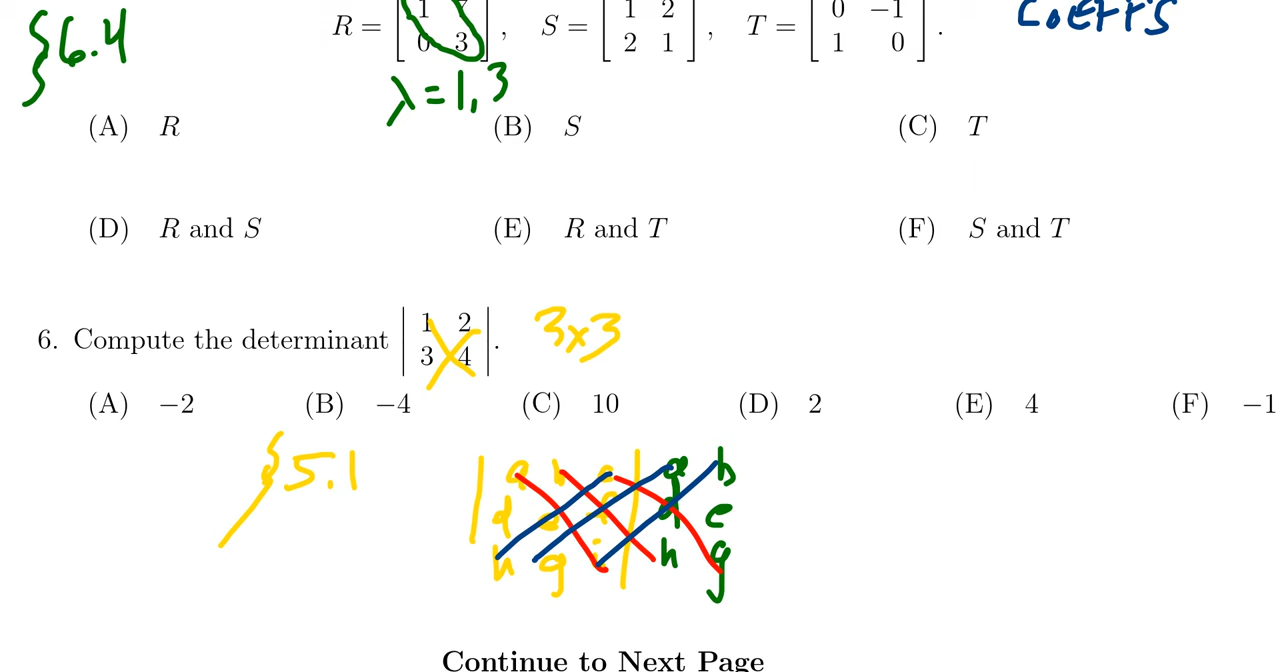 {6.4
R = [ 1 7 / 0 3 ], S = [ 1 2 / 2 1 ], T = [ 0 −1 / 1 0 ].
COEFFS
λ = 1, 3
(A) R (B) S (C) T
(D) R and S (E) R and T (F) S and T
6. Compute the determinant | 1 2 / 3 4 |. 3x3
(A) −2 (B) −4 (C) 10 (D) 2 (E) 4 (F) −1
{5.1
| a b c | a b
d e f d e
h g i | h g
Continue to Next Page